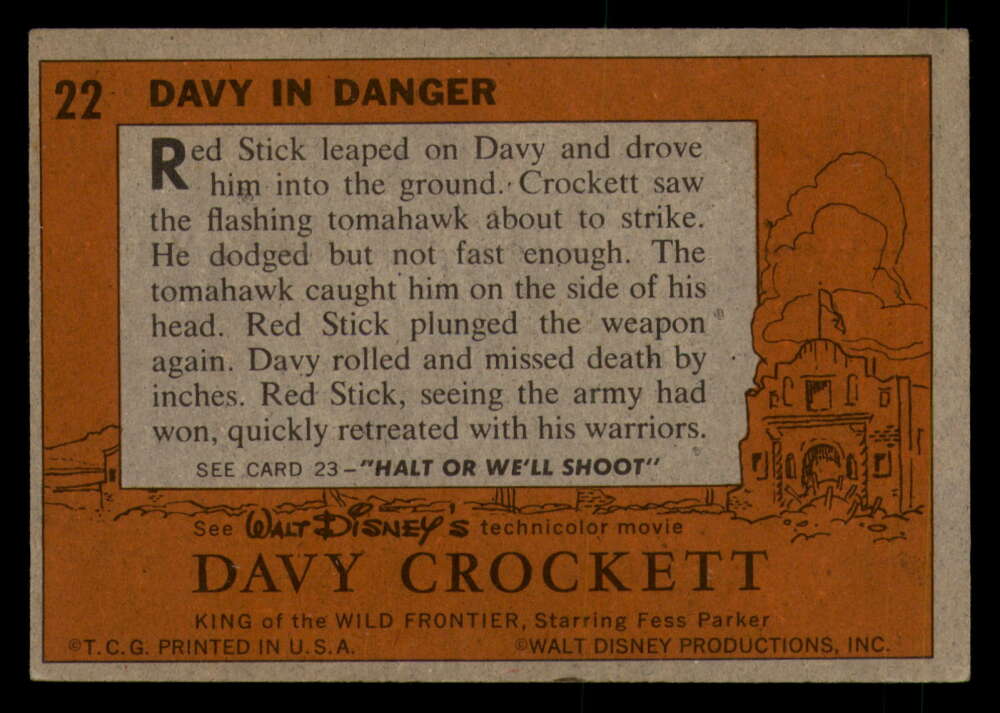 22 DAVY IN DANGER
Red Stick leaped on Davy and drove
him into the ground. Crockett saw
the flashing tomahawk about to strike.
He dodged but not fast enough. The
tomahawk caught him on the side of his
head. Red Stick plunged the weapon
again. Davy rolled and missed death by
inches. Red Stick, seeing the army had
won, quickly retreated with his warriors.
SEE CARD 23-"HALT OR WE'LL SHOOT"
See WALT DISNEY'S technicolor movie
DAVY CROCKETT
KING of the WILD FRONTIER, Starring Fess Parker
©T.C.G. PRINTED IN U.S.A. ©WALT DISNEY PRODUCTIONS, INC.